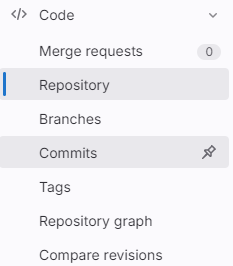 Code
Merge requests 0
Repository
Branches
Commits
Tags
Repository graph
Compare revisions